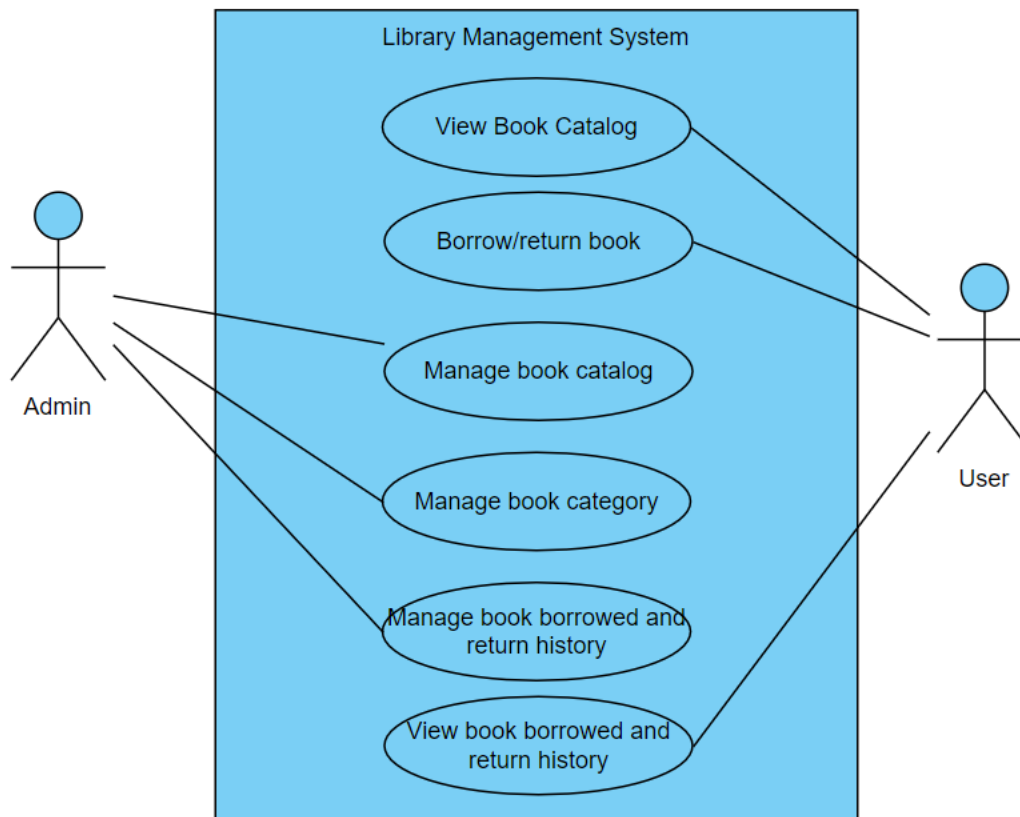 Library Management System
View Book Catalog
Borrow/return book
Manage book catalog
Admin
Manage book category
User
Manage book borrowed and
return history
View book borrowed and
return history